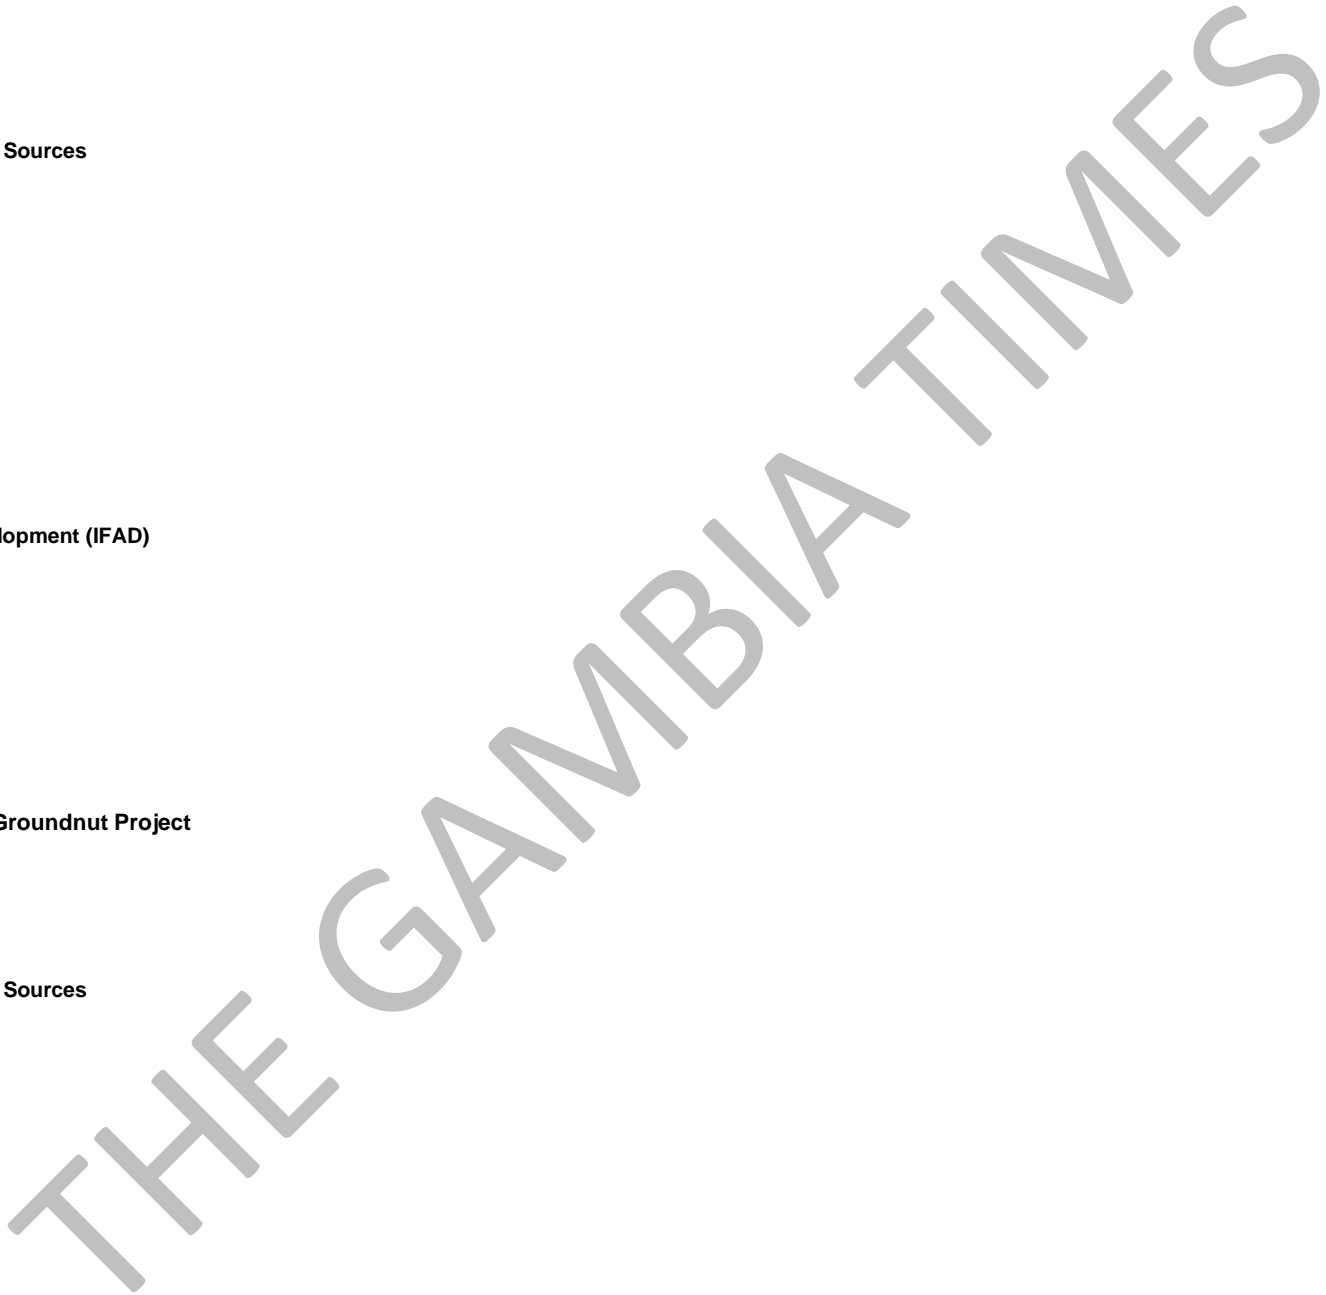 Sources
lopment (IFAD)
Groundnut Project
Sources
THE GAMBIA TIMES